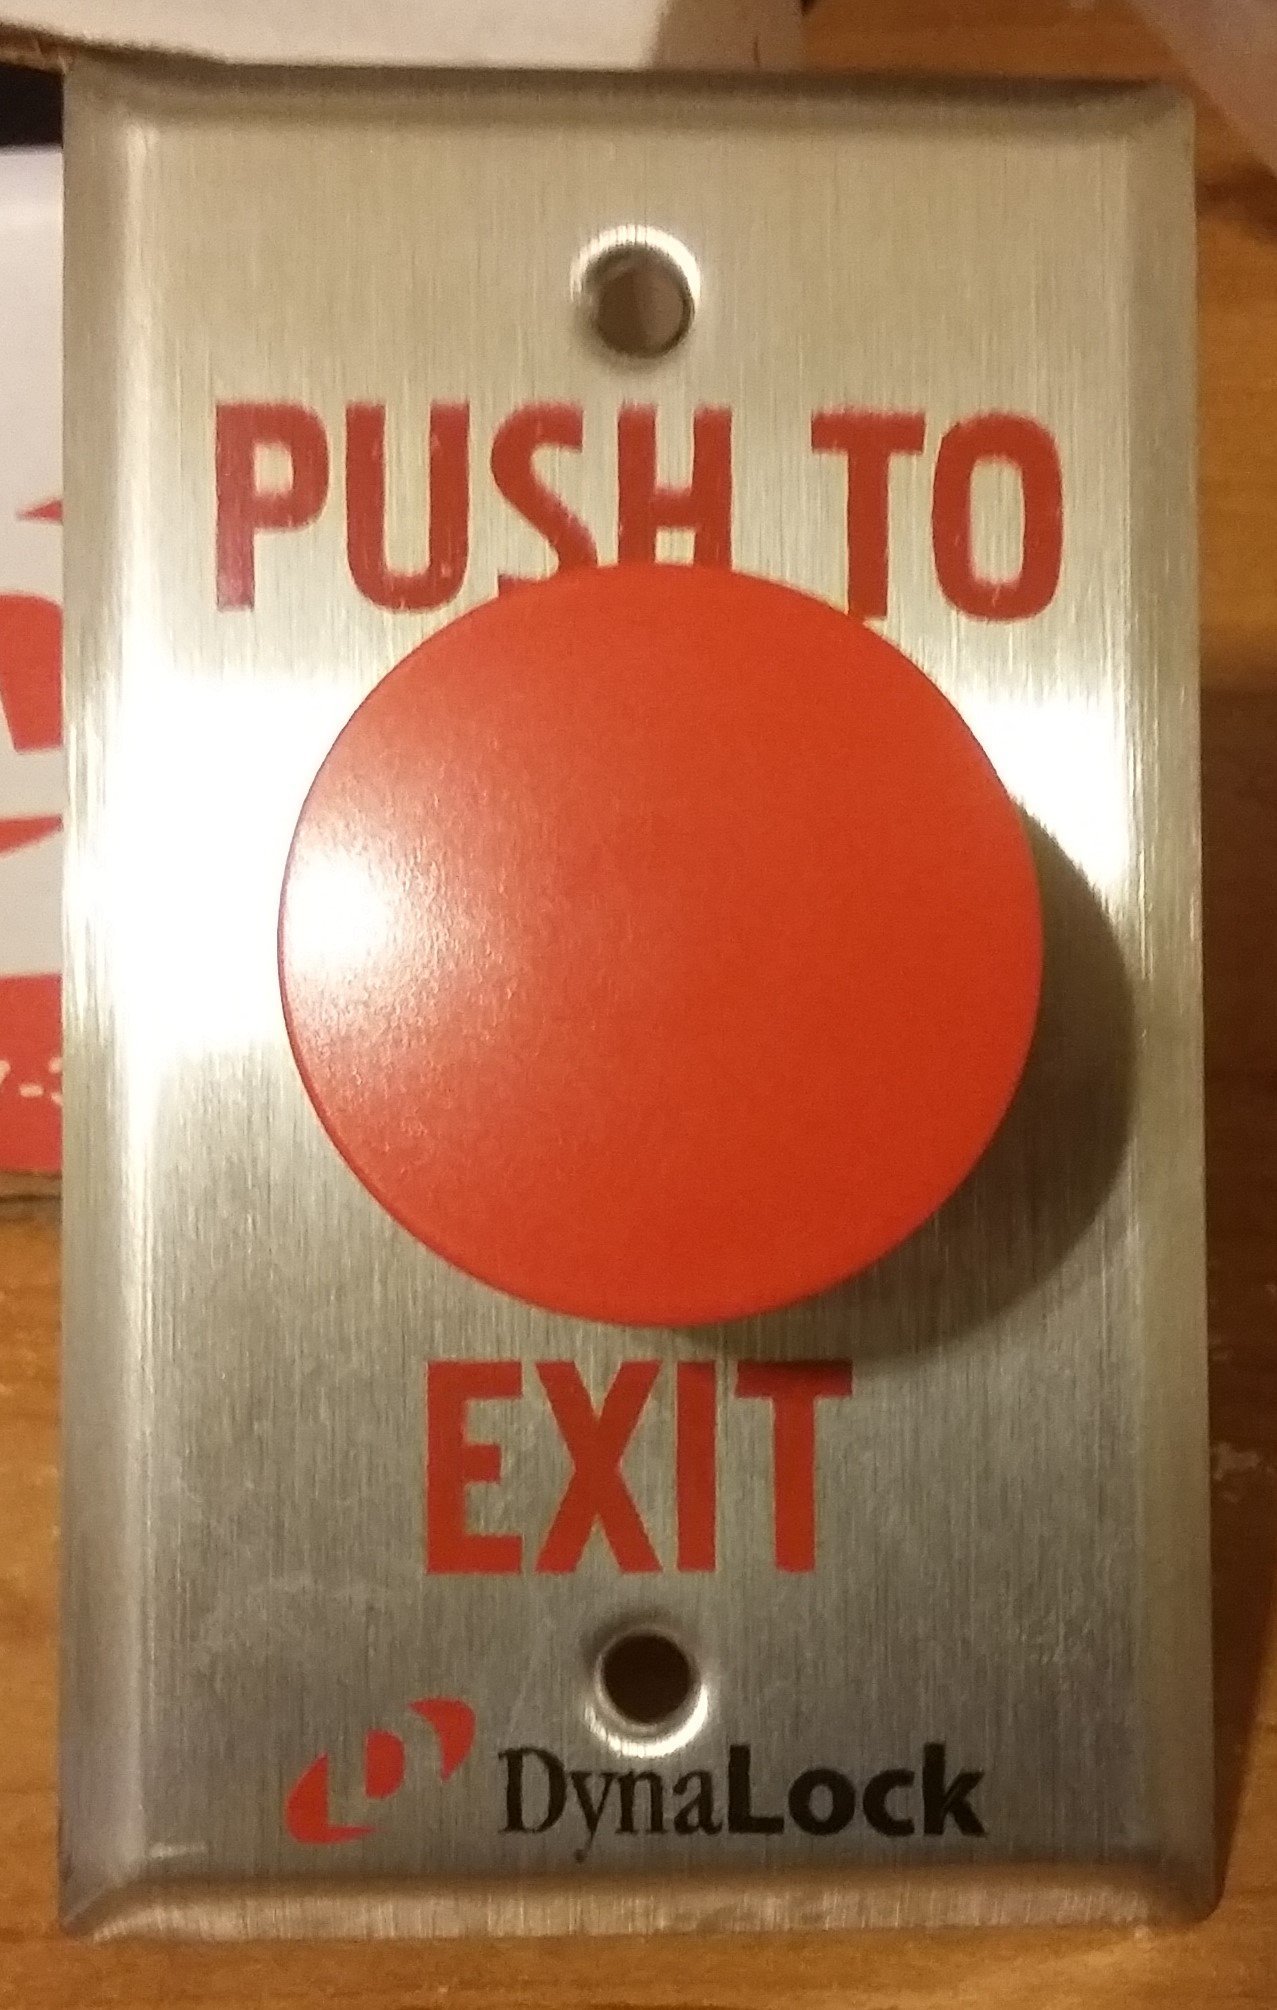 PUSH TO
EXIT
DynaLock